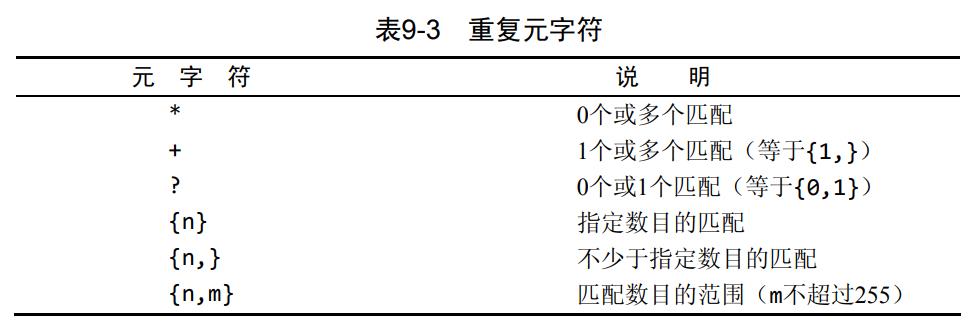 表9-3 重复元字符
元 字 符 说 明
* 0个或多个匹配
+ 1个或多个匹配（等于{1,}）
? 0个或1个匹配（等于{0,1}）
{n} 指定数目的匹配
{n,} 不少于指定数目的匹配
{n,m} 匹配数目的范围（m不超过255）